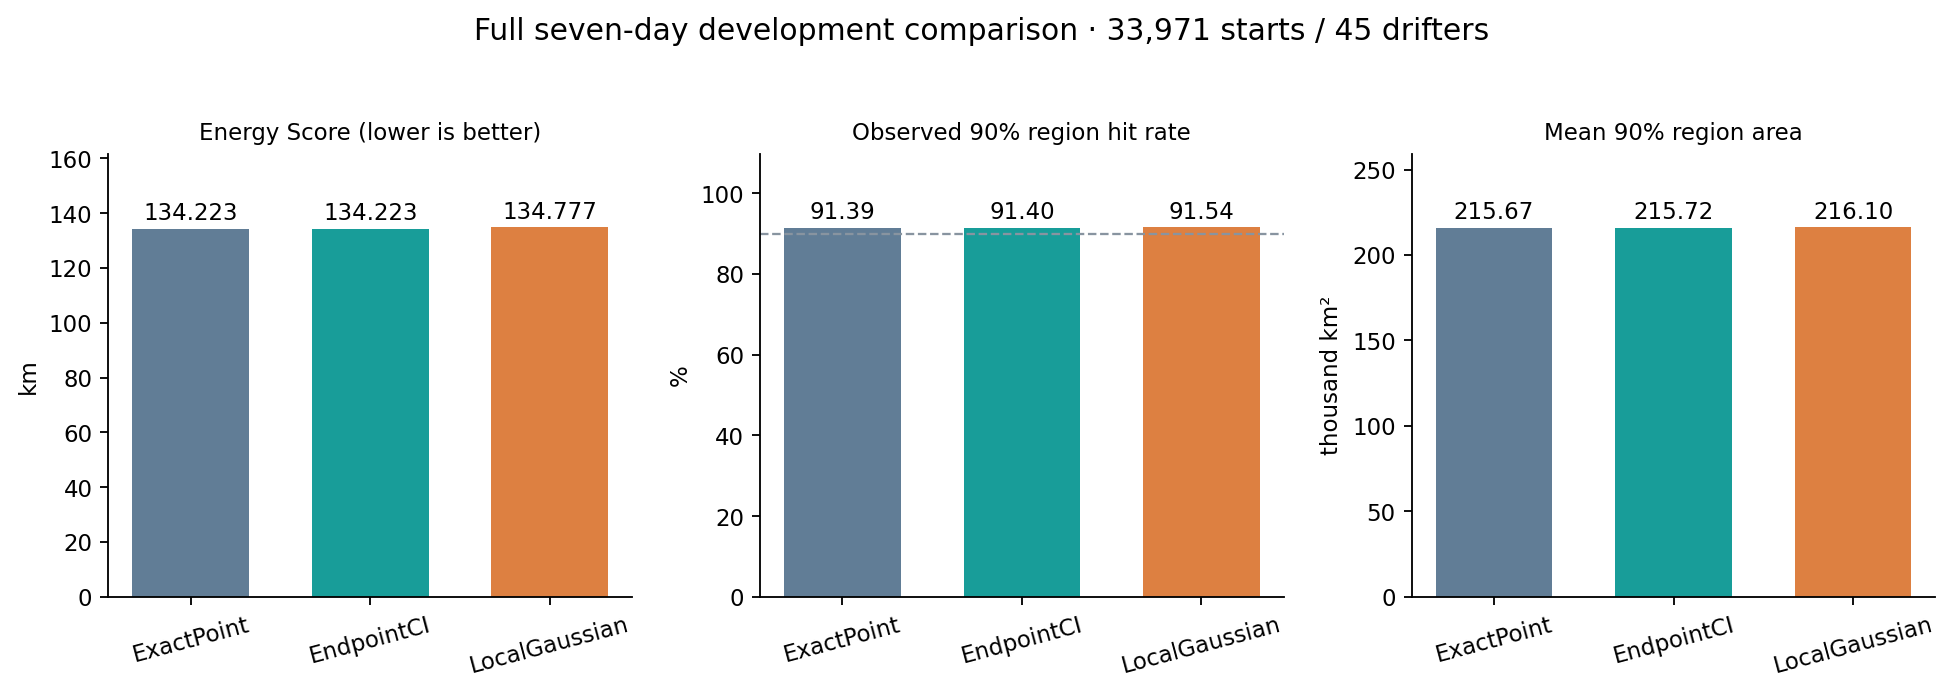 Full seven-day development comparison · 33,971 starts / 45 drifters
Energy Score (lower is better)
160
140
120
100
80
60
40
20
0
km
134.223
134.223
134.777
ExactPoint
EndpointCI
LocalGaussian
Observed 90% region hit rate
100
80
60
40
20
0
%
91.39
91.40
91.54
ExactPoint
EndpointCI
LocalGaussian
Mean 90% region area
250
200
150
100
50
0
thousand km²
215.67
215.72
216.10
ExactPoint
EndpointCI
LocalGaussian